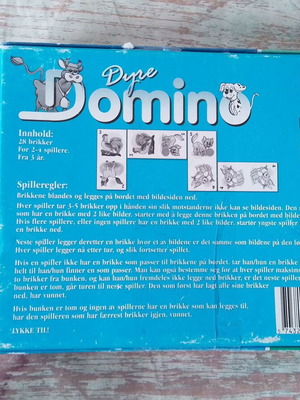 Dyre
Domino
Innhold:
28 brikker
For 2-4 spillere.
Fra 3 år.
Spilleregler:
Brikkene blandes og legges på bordet med bildesiden ned.
Hver spiller tar 3-5 brikker opp i hånden sin slik motstanderne ikke kan se bildesiden. Den
som har en brikke med 2 like bilder, starter med å legge denne brikken på bordet med bilde
Hvis flere spillere, eller ingen spillere har en brikke med 2 like bilder, starter yngste spiller
en brikke ned.
Neste spiller legger deretter en brikke hvor et av bildene er det samme som bildene på den før
Hver spiller legger nå etter tur, og slik fortsetter spillet.
Hvis en spiller ikke har en brikke som passer til brikkene på bordet, tar han/hun en brikke
helt til han/hun finner en som passer. Man kan også bestemme seg for at hver spiller maksim
to brikker fra bunken, og kan han/hun fremdeles ikke legge ned brikker, er det neste spiller
bunken er tom, går turen til neste spiller. Den som først har lagt alle sine brikker
ned, har vunnet.
Hvis bunken er tom og ingen av spillerne har en brikke som kan legges til,
har den spilleren som har færrest brikker igjen, vunnet.
LYKKE TIL!